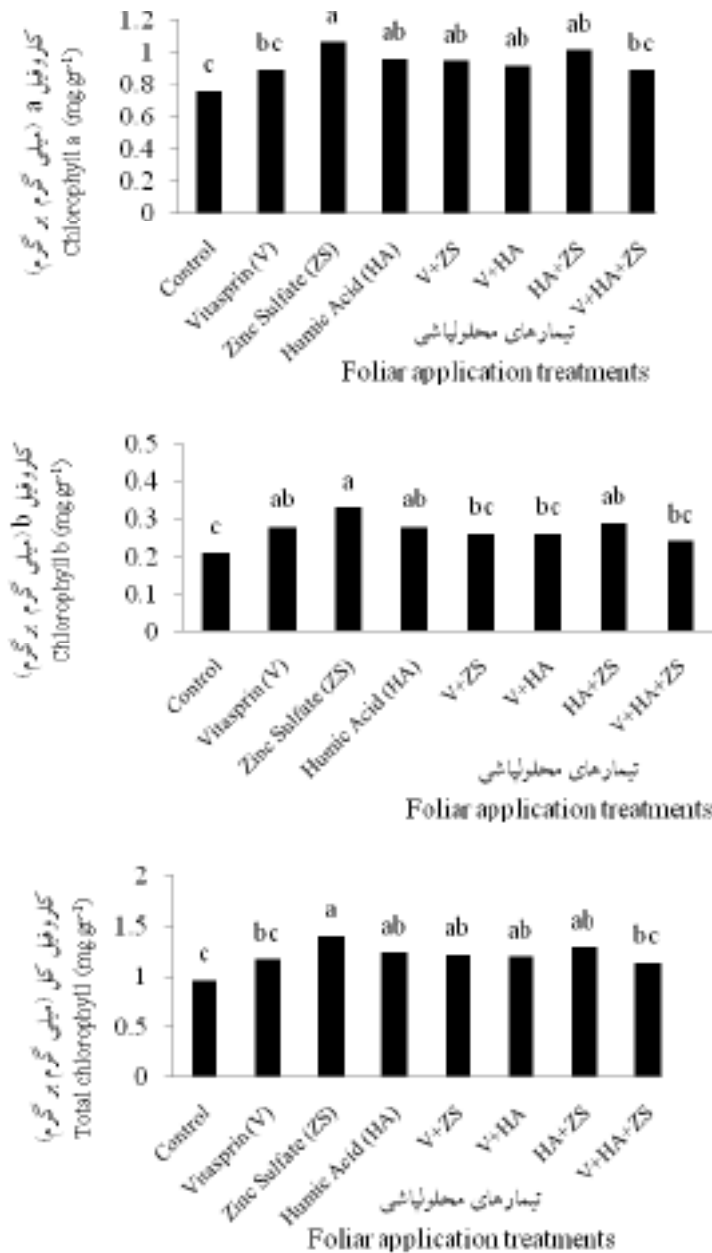 کلروفیل a (میلی گرم بر گرم)
Chlorophyll a (mg gr⁻¹)
1.2
1
0.8
0.6
0.4
0.2
0
c
bc
a
ab
ab
ab
ab
bc
Control
Vitasprin (V)
Zinc Sulfate (ZS)
Humic Acid (HA)
V+ZS
V+HA
HA+ZS
V+HA+ZS
تیمارهای محلولپاشی
Foliar application treatments
کلروفیل b (میلی گرم بر گرم)
Chlorophyll b (mg gr⁻¹)
0.5
0.4
0.3
0.2
0.1
0
c
ab
a
ab
bc
bc
ab
bc
Control
Vitasprin (V)
Zinc Sulfate (ZS)
Humic Acid (HA)
V+ZS
V+HA
HA+ZS
V+HA+ZS
تیمارهای محلولپاشی
Foliar application treatments
کلروفیل کل (میلی گرم بر گرم)
Total chlorophyll (mg gr⁻¹)
2
1.5
1
0.5
0
c
bc
a
ab
ab
ab
ab
bc
Control
Vitasprin (V)
Zinc Sulfate (ZS)
Humic Acid (HA)
V+ZS
V+HA
HA+ZS
V+HA+ZS
تیمارهای محلولپاشی
Foliar application treatments